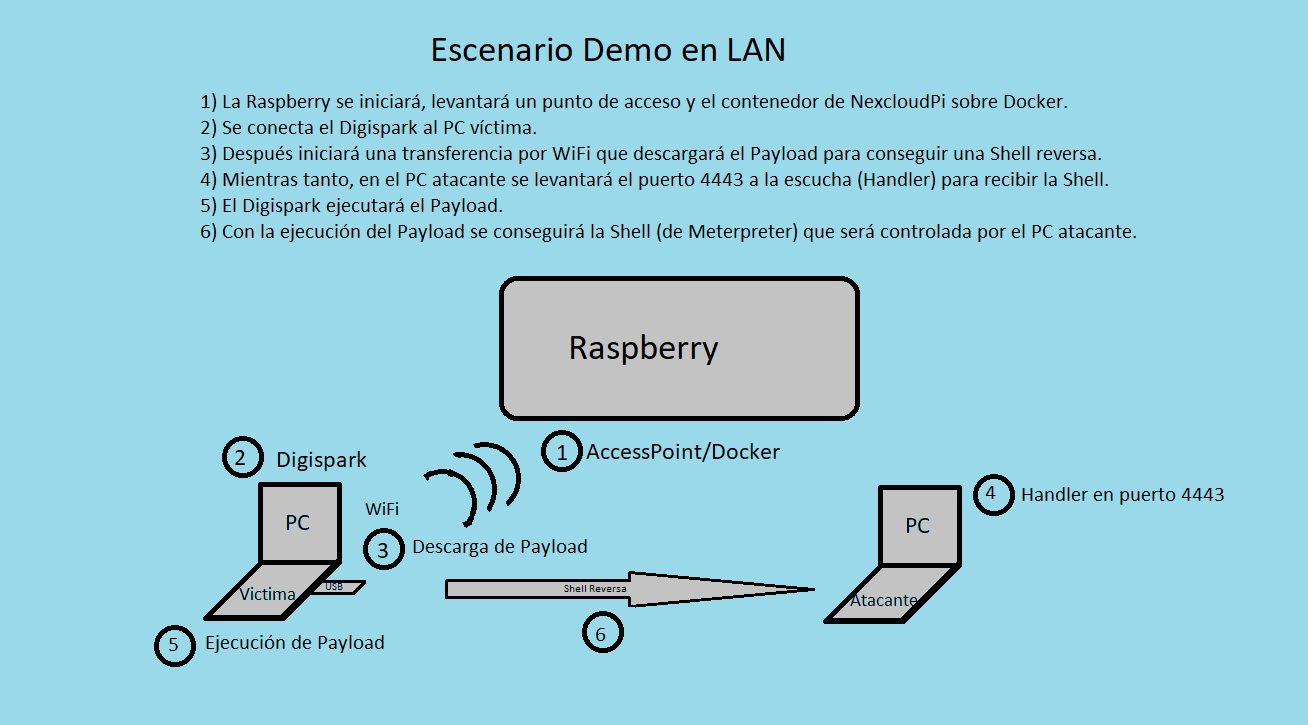 Escenario Demo en LAN
1) La Raspberry se iniciará, levantará un punto de acceso y el contenedor de NexcloudPi sobre Docker.
2) Se conecta el Digispark al PC víctima.
3) Después iniciará una transferencia por WiFi que descargará el Payload para conseguir una Shell reversa.
4) Mientras tanto, en el PC atacante se levantará el puerto 4443 a la escucha (Handler) para recibir la Shell.
5) El Digispark ejecutará el Payload.
6) Con la ejecución del Payload se conseguirá la Shell (de Meterpreter) que será controlada por el PC atacante.
Raspberry
1 AccessPoint/Docker
2 Digispark
PC
WiFi
3 Descarga de Payload
Victima
USB
5 Ejecución de Payload
Shell Reversa
6
4 Handler en puerto 4443
PC
Atacante